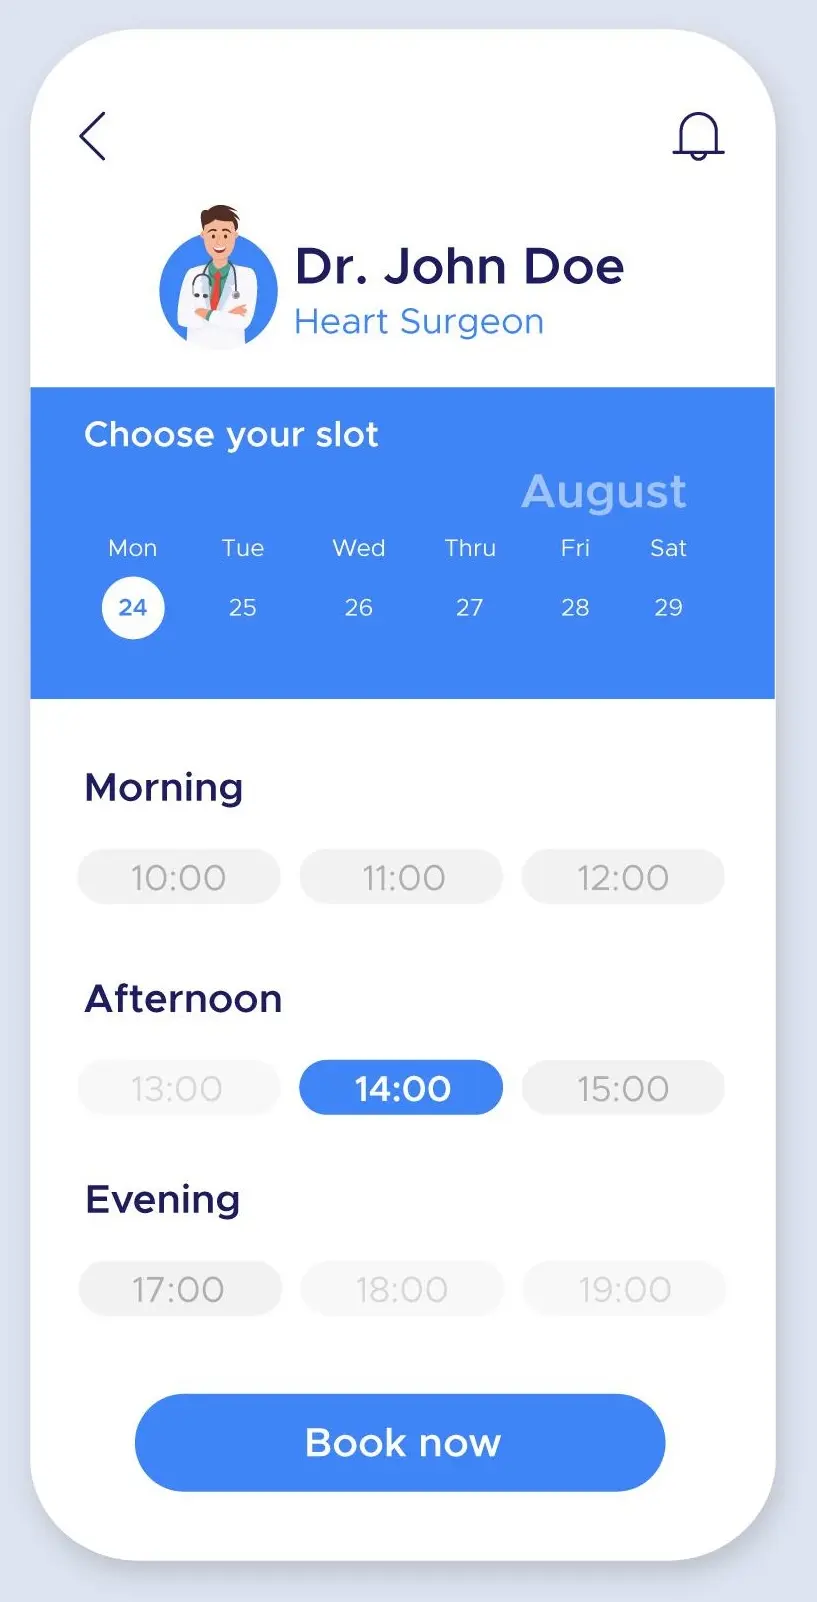 Dr. John Doe
Heart Surgeon
Choose your slot
August
Mon Tue Wed Thru Fri Sat
24 25 26 27 28 29
Morning
10:00 11:00 12:00
Afternoon
13:00 14:00 15:00
Evening
17:00 18:00 19:00
Book now